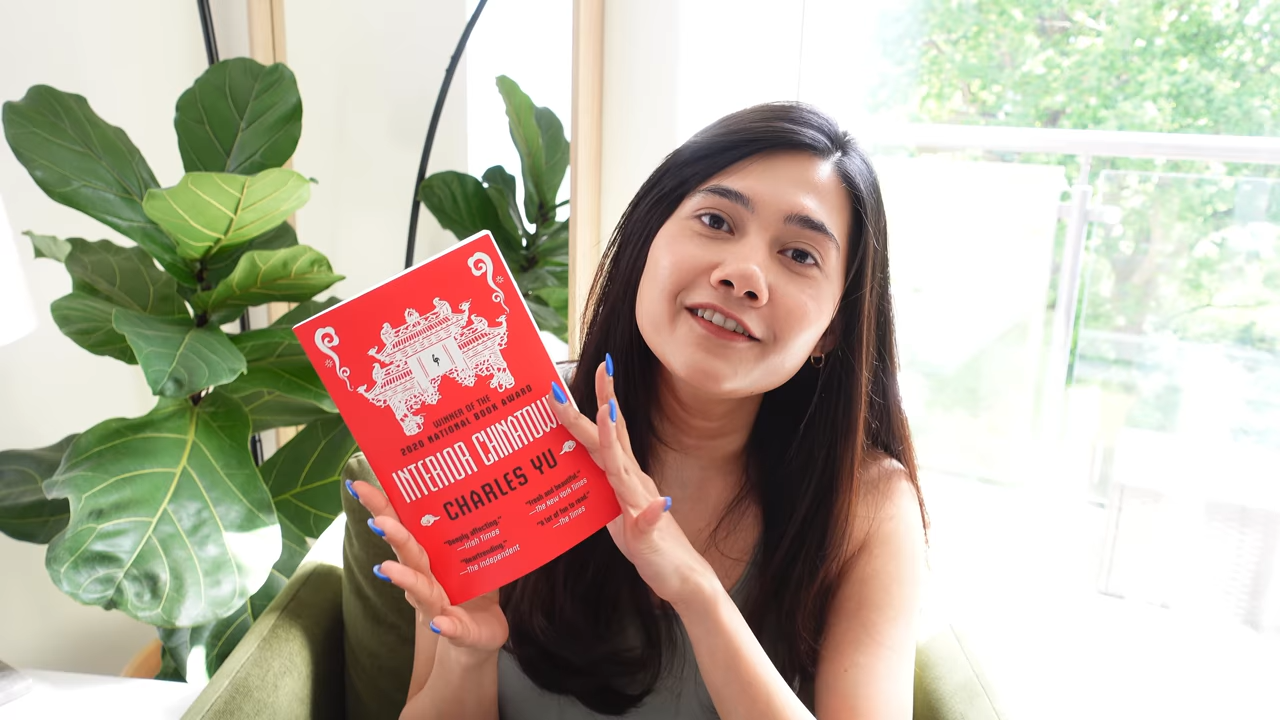 WINNER OF THE
2020 NATIONAL BOOK AWARD
INTERIOR CHINATOWN
CHARLES YU
"Deeply affecting."
—Irish Times
"Fresh and beautiful."
—The New York Times
"Heartrending."
—The Independent
"A lot of fun to read."
—The Times